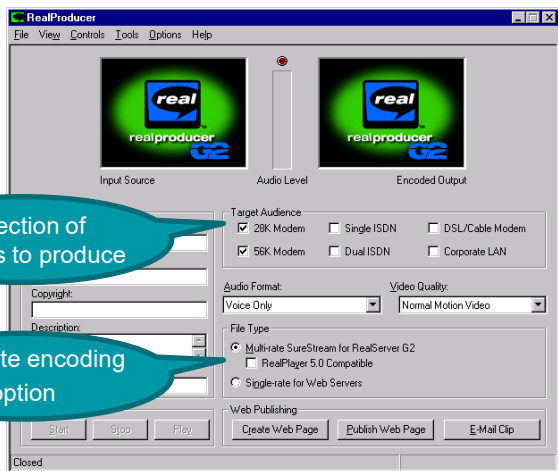 RealProducer
File View Controls Tools Options Help
real
realproducer
G2
real
realproducer
G2
Input Source
Audio Level
Encoded Output
ection of
s to produce
Copyright:
Description:
te encoding
ption
Target Audience
28K Modem Single ISDN DSL/Cable Modem
56K Modem Dual ISDN Corporate LAN
Audio Format: Video Quality:
Voice Only Normal Motion Video
File Type
Multi-rate SureStream for RealServer G2
RealPlayer 5.0 Compatible
Single-rate for Web Servers
Web Publishing
Start Stop Play Create Web Page Publish Web Page E-Mail Clip
Closed